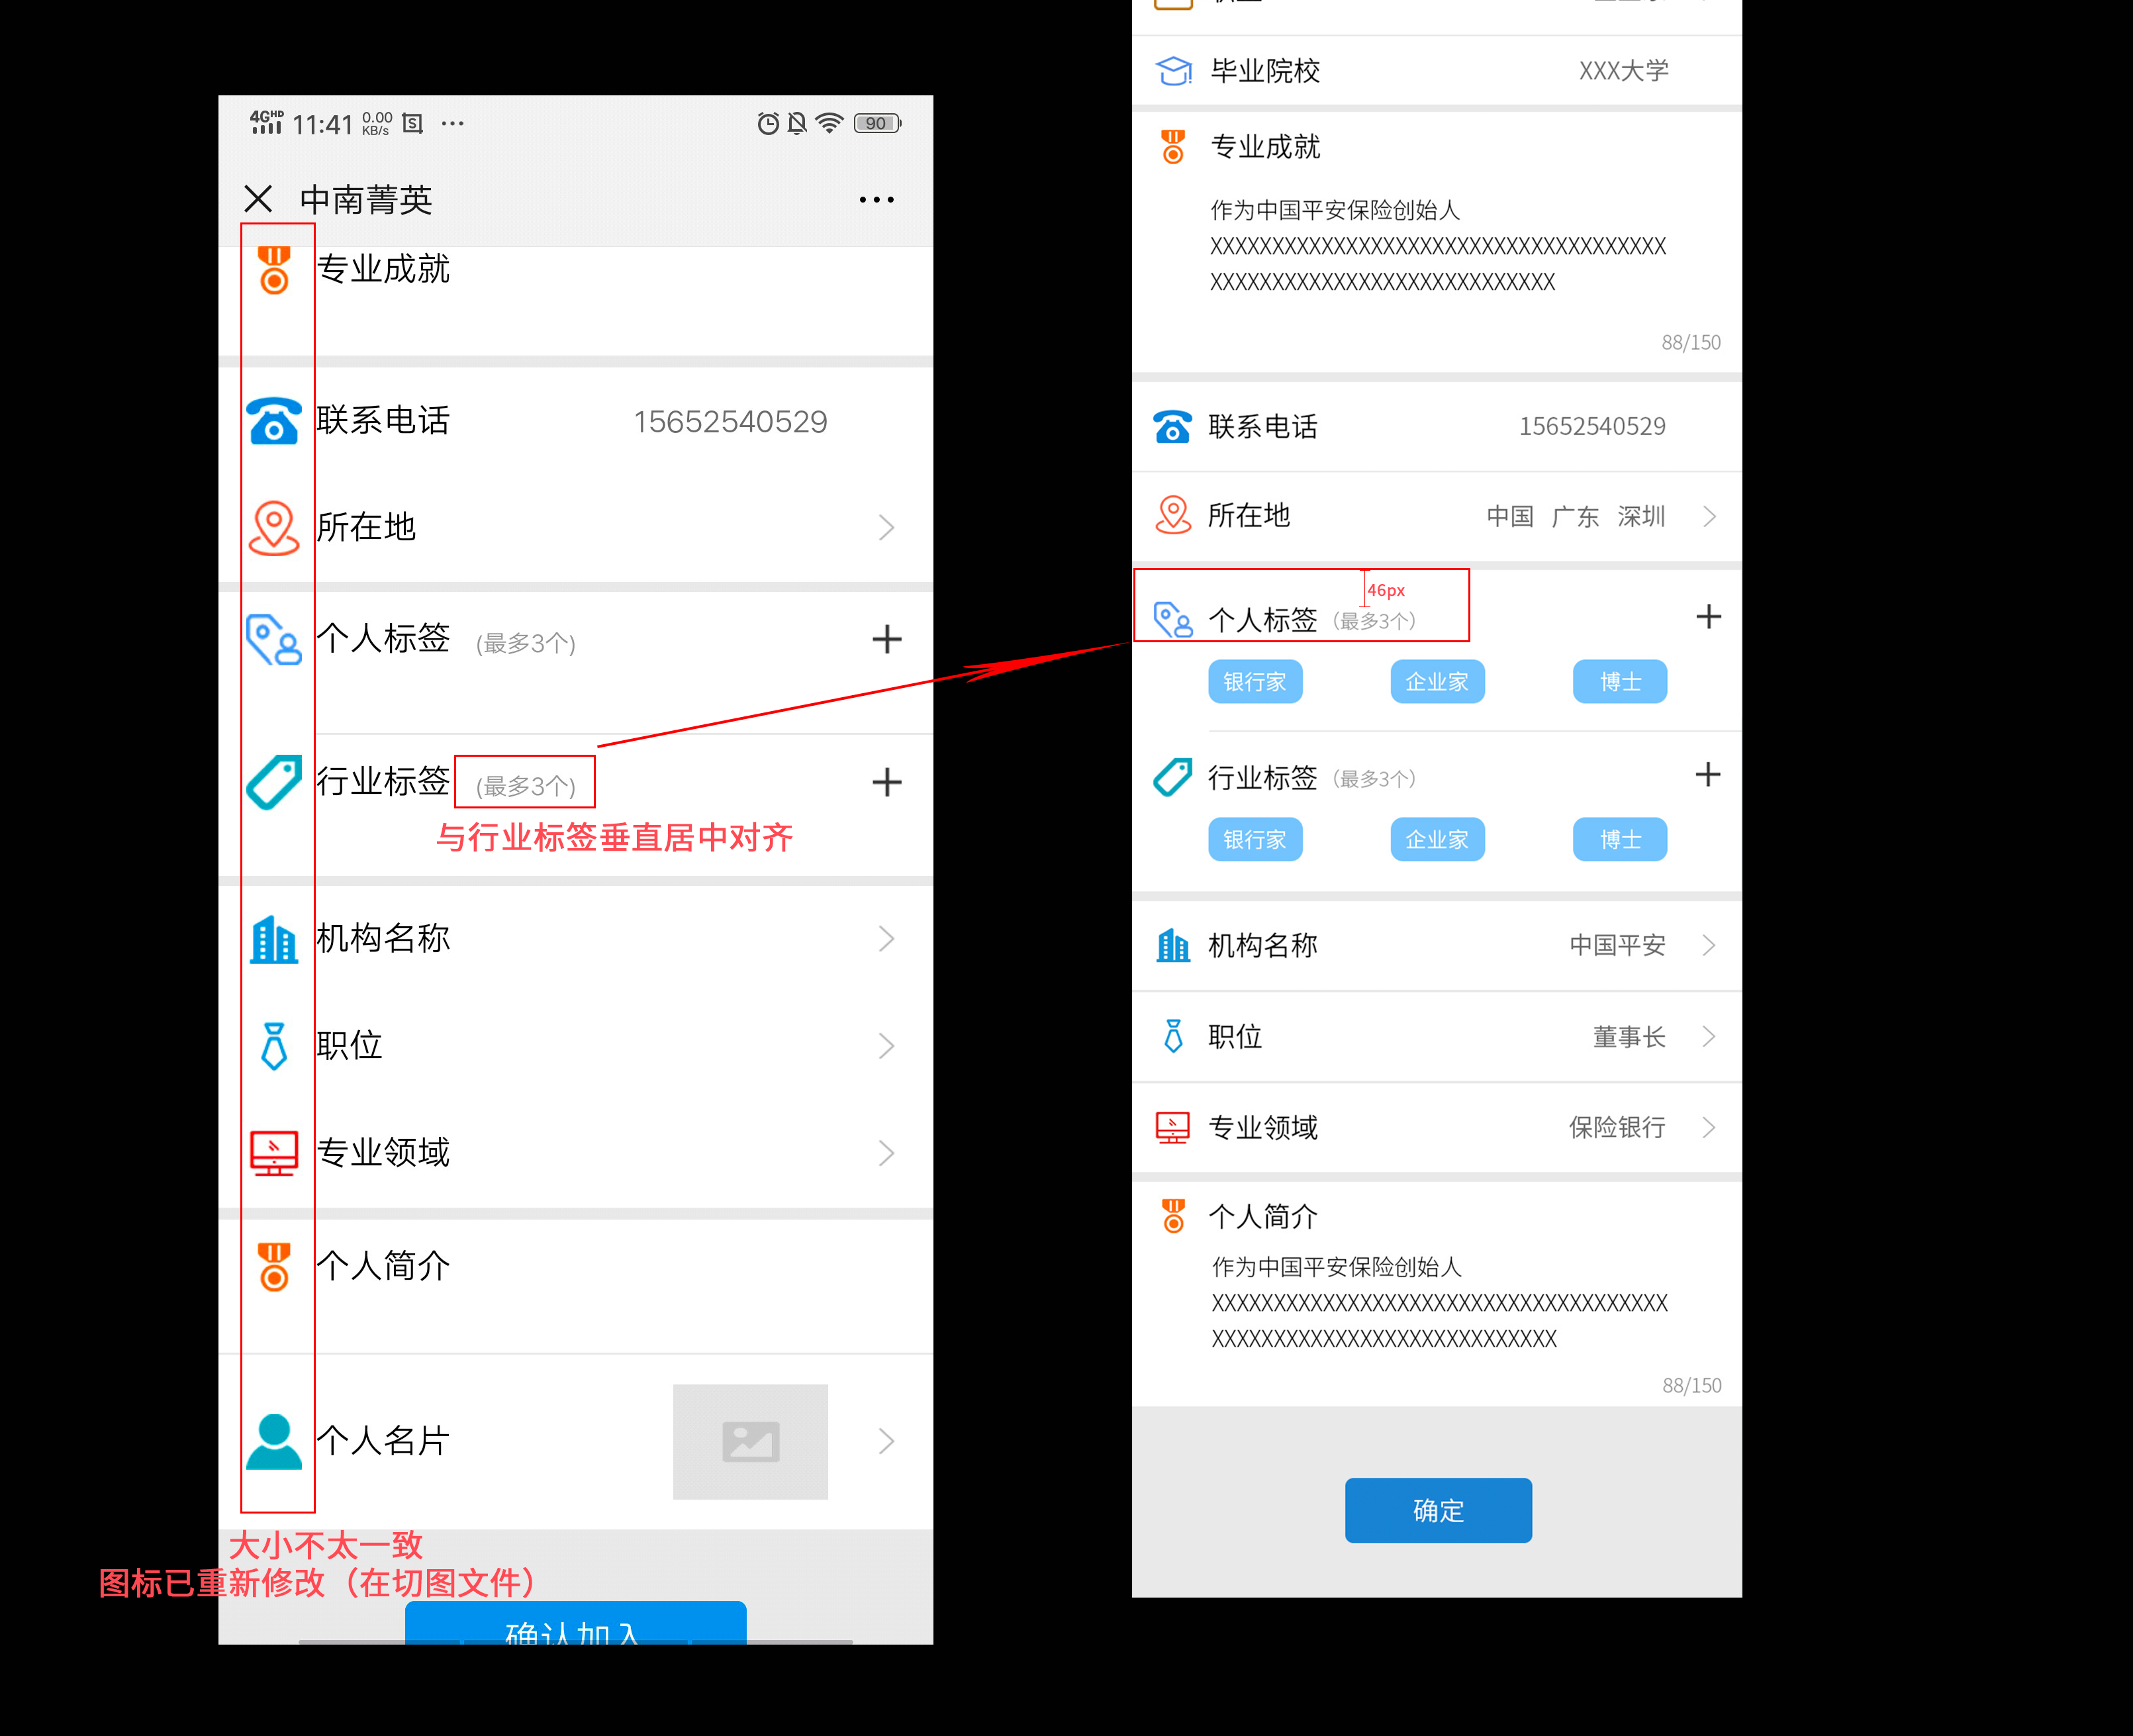 4GHD 11:41 0.00 KB/s S ··· 90
中南菁英
专业成就
联系电话 15652540529
所在地
个人标签 (最多3个)
行业标签 (最多3个)
与行业标签垂直居中对齐
机构名称
职位
专业领域
个人简介
个人名片
大小不太一致
图标已重新修改（在切图文件）
确认加入
毕业院校 XXX大学
专业成就
作为中国平安保险创始人
XXXXXXXXXXXXXXXXXXXXXXXXXXXXXXXXXXXXX
XXXXXXXXXXXXXXXXXXXXXXXXXXXX
88/150
联系电话 15652540529
所在地 中国 广东 深圳
46px
个人标签（最多3个）
银行家 企业家 博士
行业标签（最多3个）
银行家 企业家 博士
机构名称 中国平安
职位 董事长
专业领域 保险银行
个人简介
作为中国平安保险创始人
XXXXXXXXXXXXXXXXXXXXXXXXXXXXXXXXXXXXX
XXXXXXXXXXXXXXXXXXXXXXXXXXXX
88/150
确定